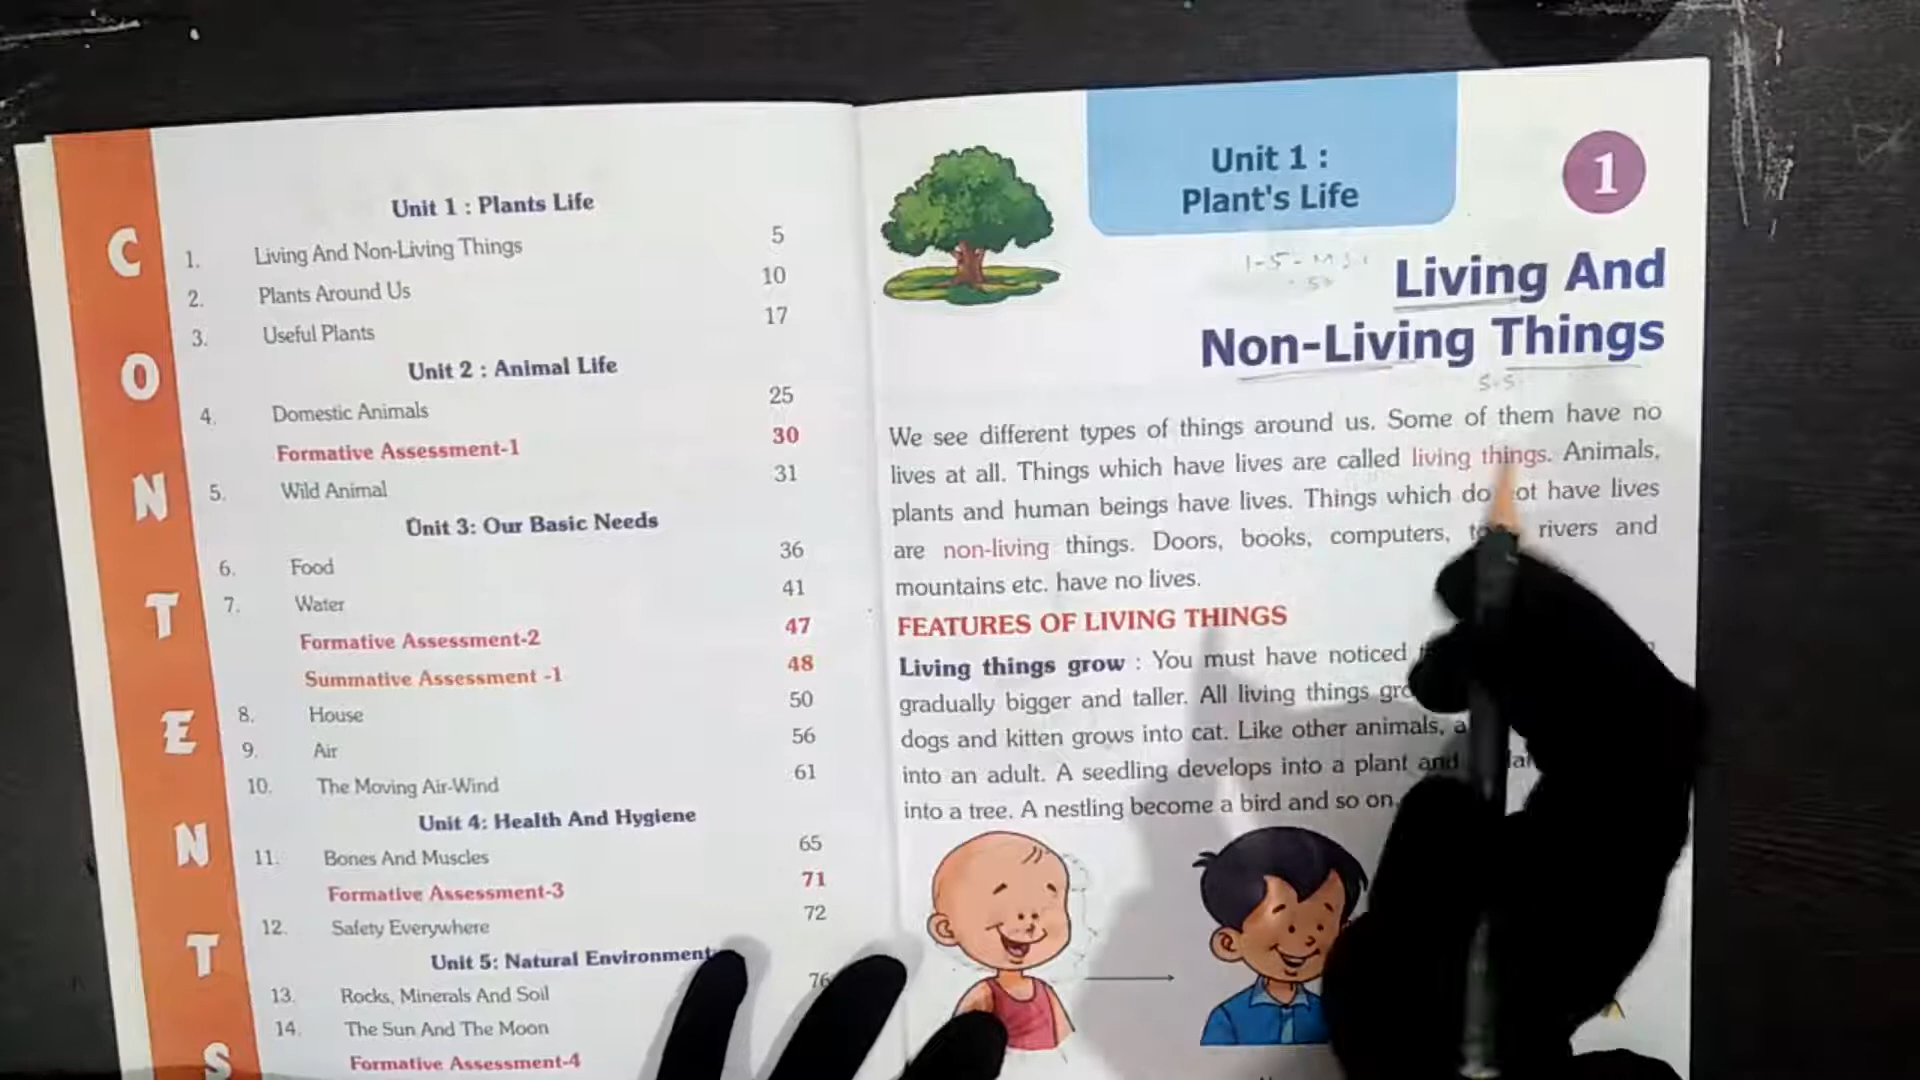 CONTENTS
Unit 1 : Plants Life
1. Living And Non-Living Things 5
2. Plants Around Us 10
3. Useful Plants 17
Unit 2 : Animal Life
4. Domestic Animals 25
Formative Assessment-1 30
5. Wild Animal 31
Unit 3: Our Basic Needs
6. Food 36
7. Water 41
Formative Assessment-2 47
Summative Assessment -1 48
8. House 50
9. Air 56
10. The Moving Air-Wind 61
Unit 4: Health And Hygiene
11. Bones And Muscles 65
Formative Assessment-3 71
12. Safety Everywhere 72
Unit 5: Natural Environment
13. Rocks, Minerals And Soil 76
14. The Sun And The Moon
Formative Assessment-4
Unit 1 :
Plant's Life
1
Living And
Non-Living Things
We see different types of things around us. Some of them have no
lives at all. Things which have lives are called living things. Animals,
plants and human beings have lives. Things which do not have lives
are non-living things. Doors, books, computers, rivers and
mountains etc. have no lives.
FEATURES OF LIVING THINGS
Living things grow : You must have noticed
gradually bigger and taller. All living things
dogs and kitten grows into cat. Like other animals, a
into an adult. A seedling develops into a plant and
into a tree. A nestling become a bird and so on.